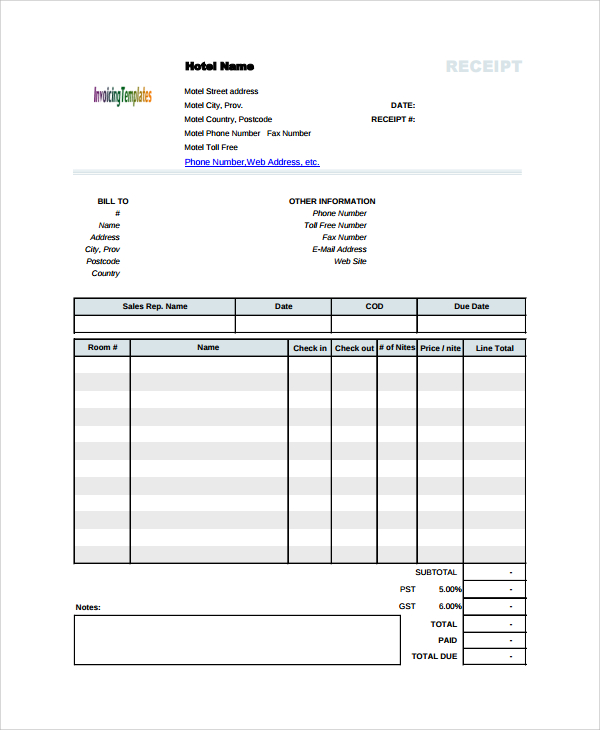 Hotel Name
RECEIPT
InvoicingTemplates
Motel Street address
Motel City, Prov.
DATE:
Motel Country, Postcode
RECEIPT #:
Motel Phone Number Fax Number
Motel Toll Free
Phone Number,Web Address, etc.
BILL TO
#
Name
Address
City, Prov
Postcode
Country
OTHER INFORMATION
Phone Number
Toll Free Number
Fax Number
E-Mail Address
Web Site
Sales Rep. Name Date COD Due Date
Room # Name Check in Check out # of Nites Price / nite Line Total
SUBTOTAL -
PST 5.00% -
GST 6.00% -
TOTAL -
PAID -
TOTAL DUE -
Notes: